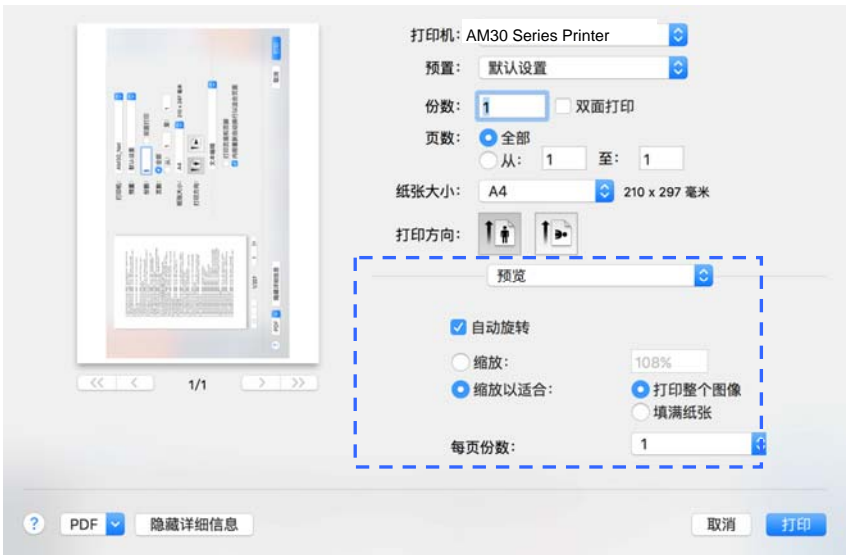 打印机: AM30 Series Printer
预置: 默认设置
份数: 1 双面打印
页数: 全部
从: 1 至: 1
纸张大小: A4 210 x 297 毫米
打印方向:
预览
自动旋转
缩放: 108%
缩放以适合: 打印整个图像
填满纸张
每页份数: 1
<< < 1/1 > >>
? PDF 隐藏详细信息 取消 打印